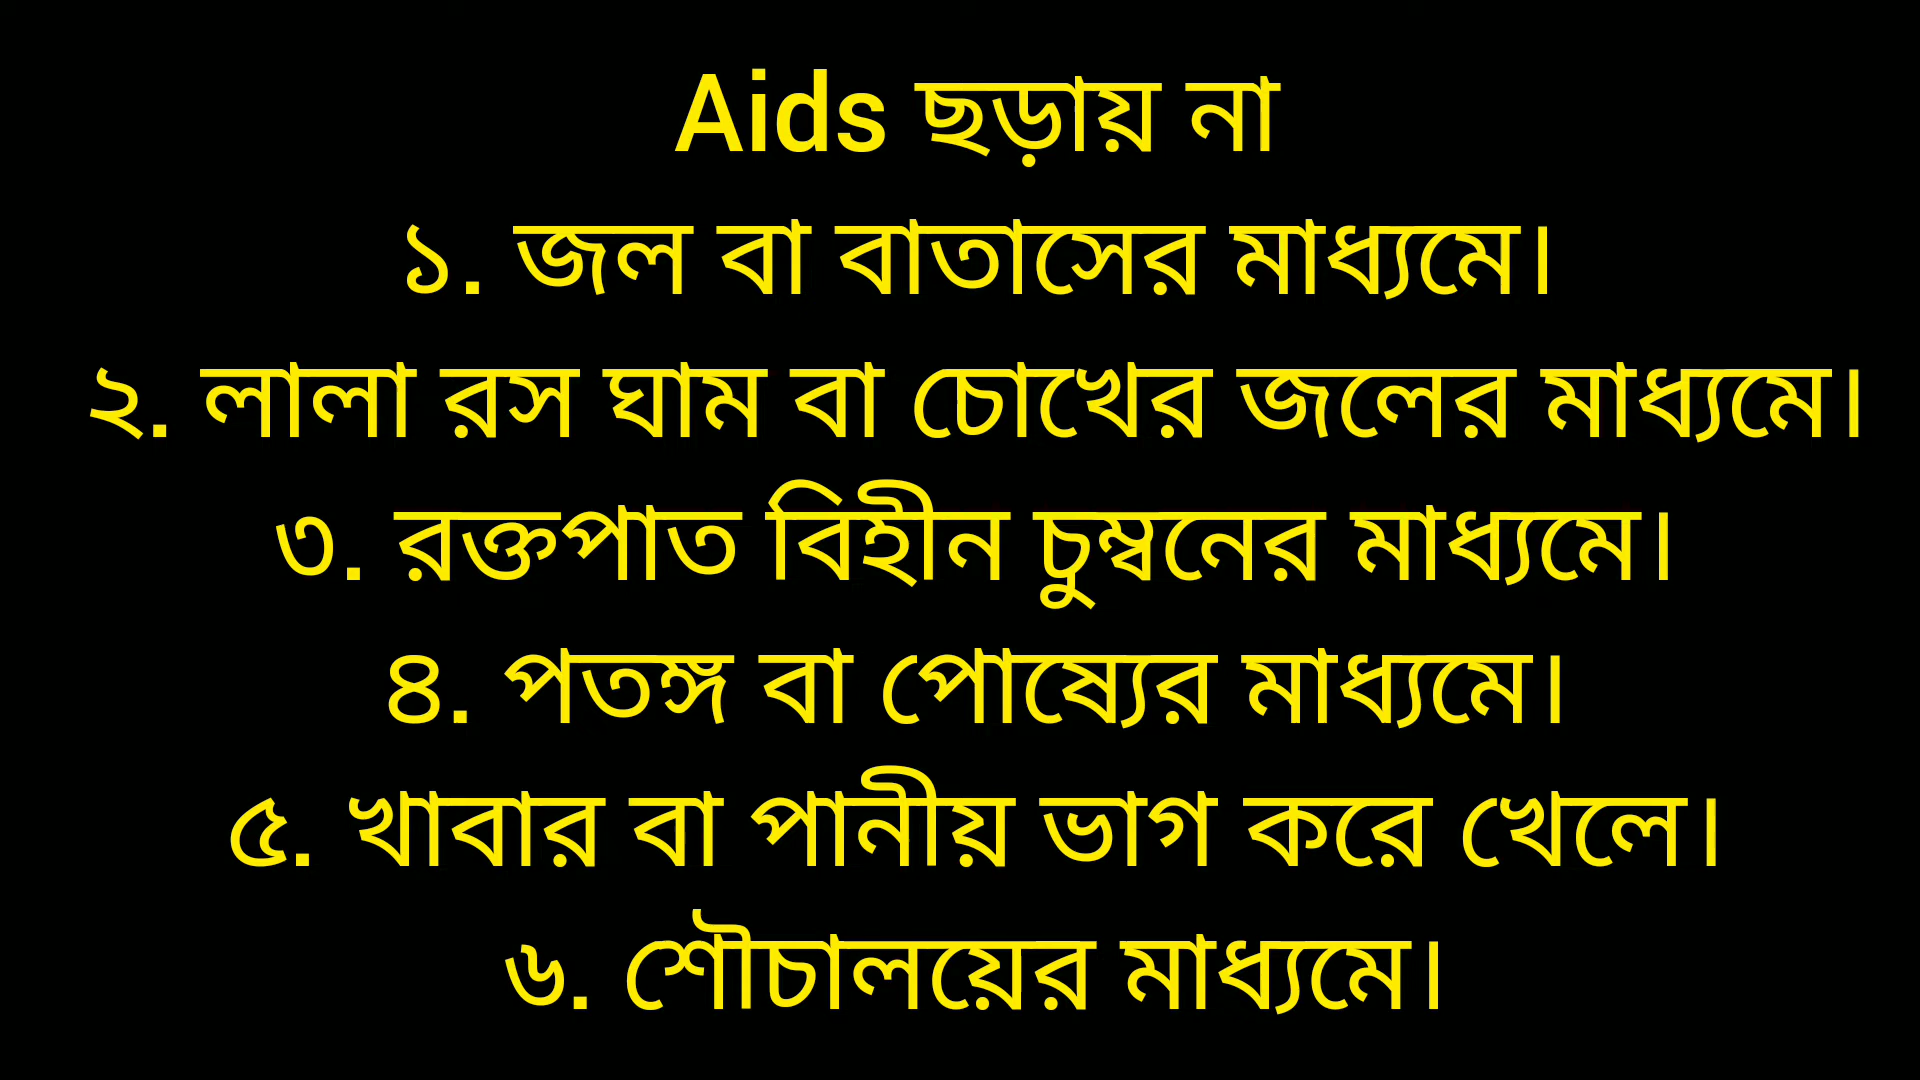 Aids ছড়ায় না
১. জল বা বাতাসের মাধ্যমে।
২. লালা রস ঘাম বা চোখের জলের মাধ্যমে।
৩. রক্তপাত বিহীন চুম্বনের মাধ্যমে।
৪. পতঙ্গ বা পোষ্যের মাধ্যমে।
৫. খাবার বা পানীয় ভাগ করে খেলে।
৬. শৌচালয়ের মাধ্যমে।